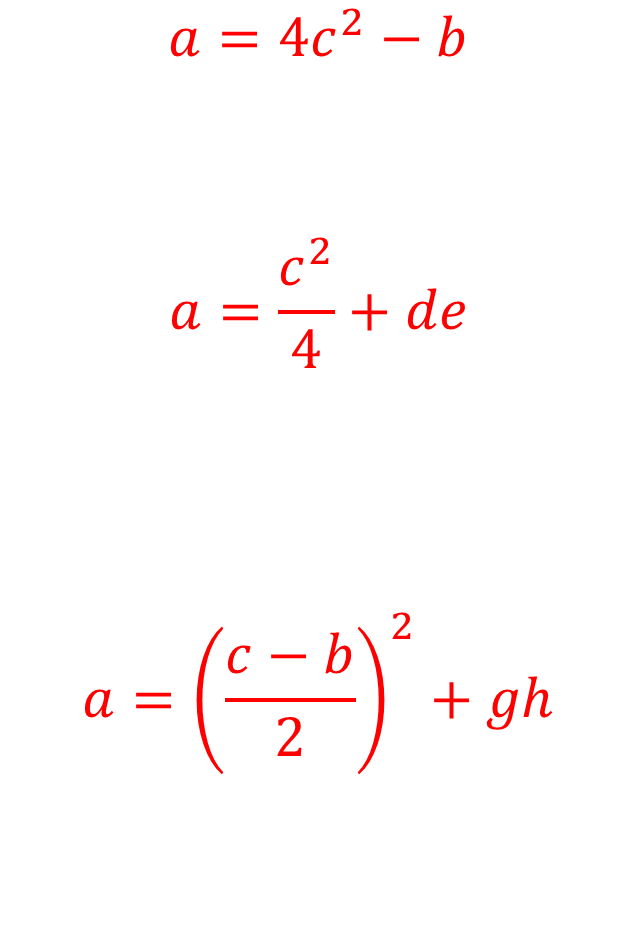 a = 4c² − b
a = c²/4 + de
a = ((c − b)/2)² + gh